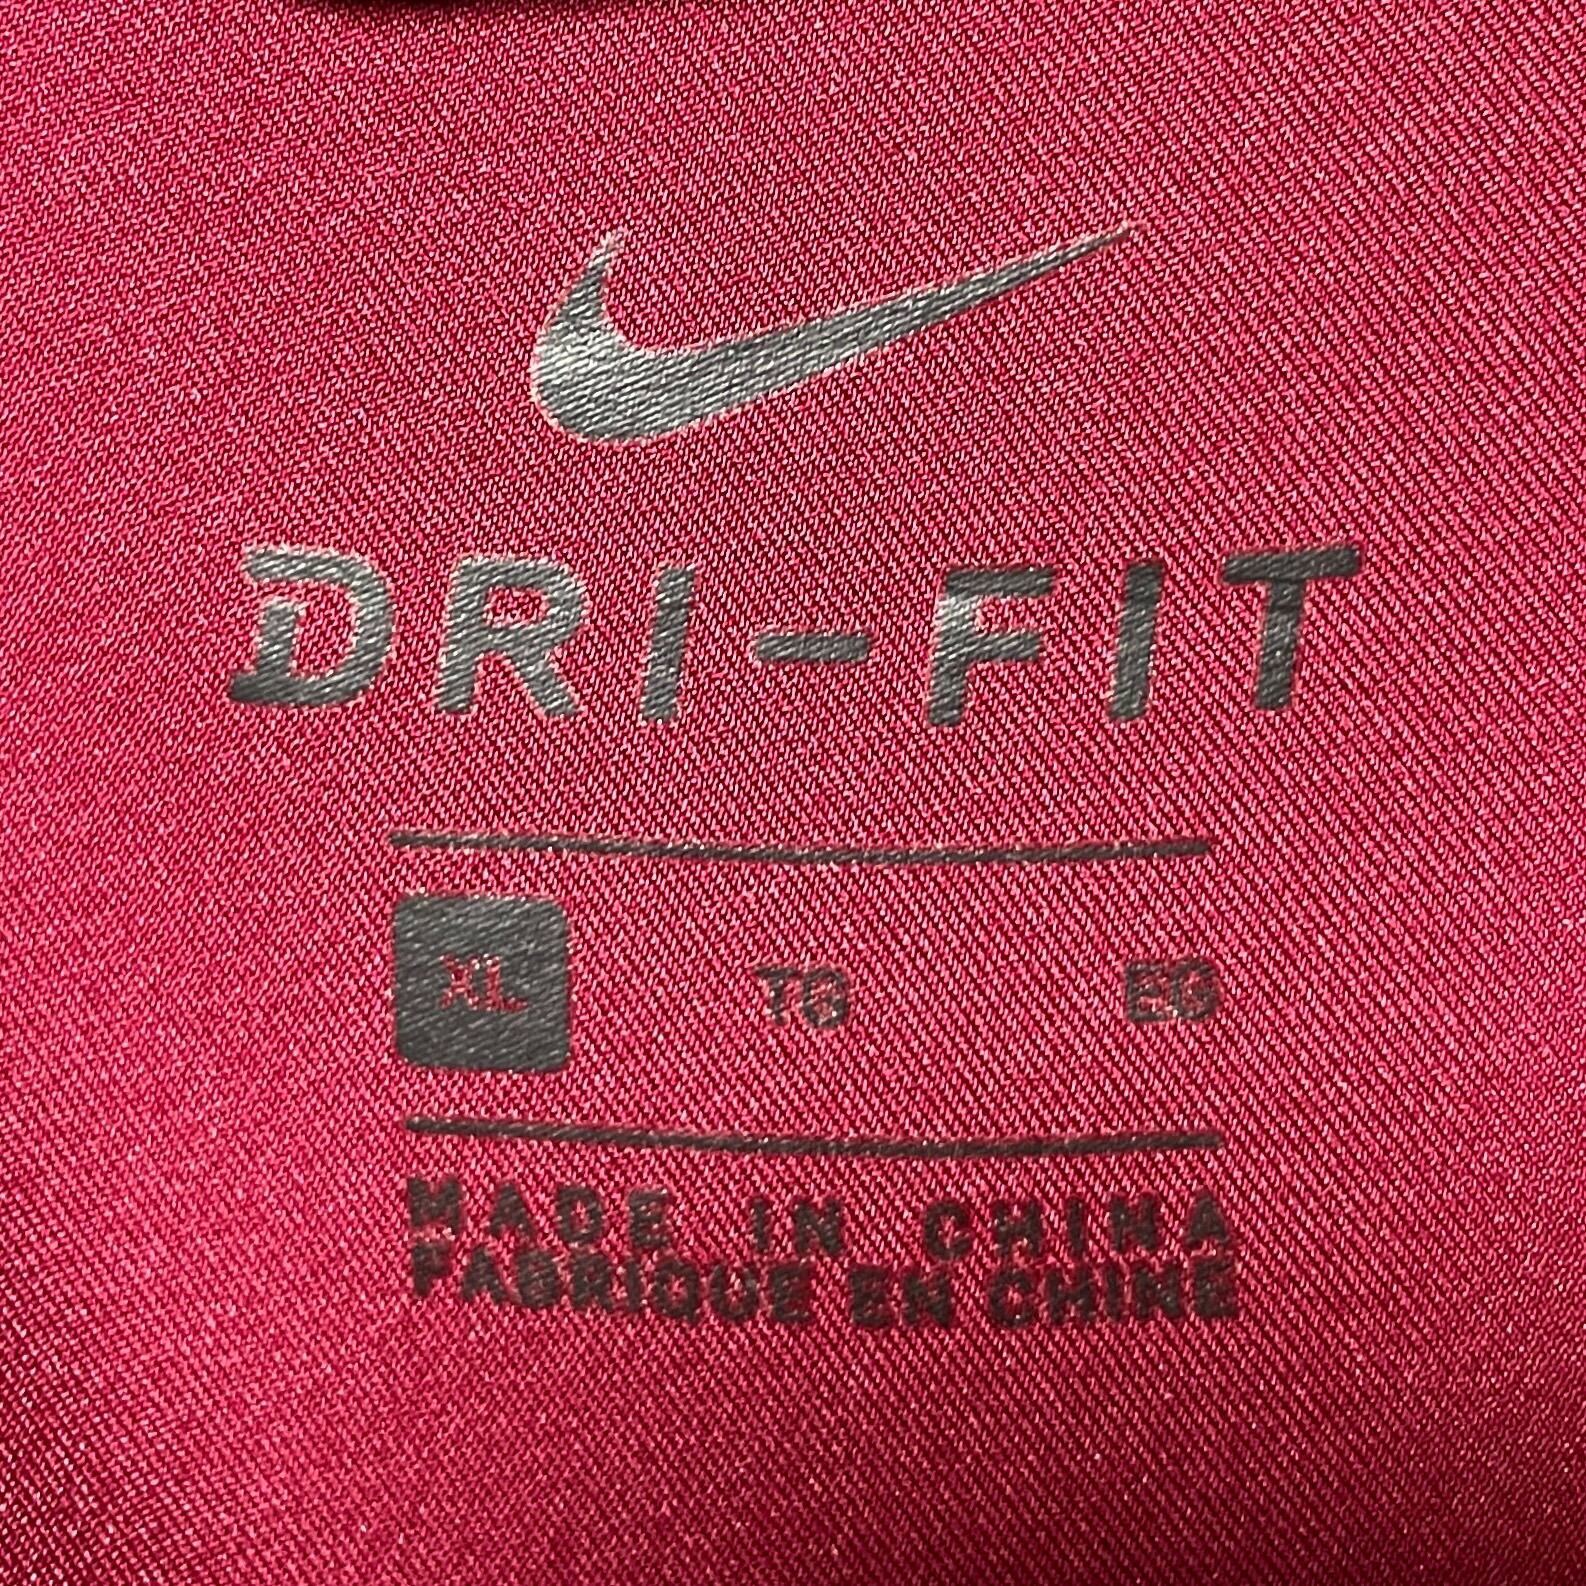 DRI-FIT
XL TG EG
MADE IN CHINA
FABRIQUE EN CHINE